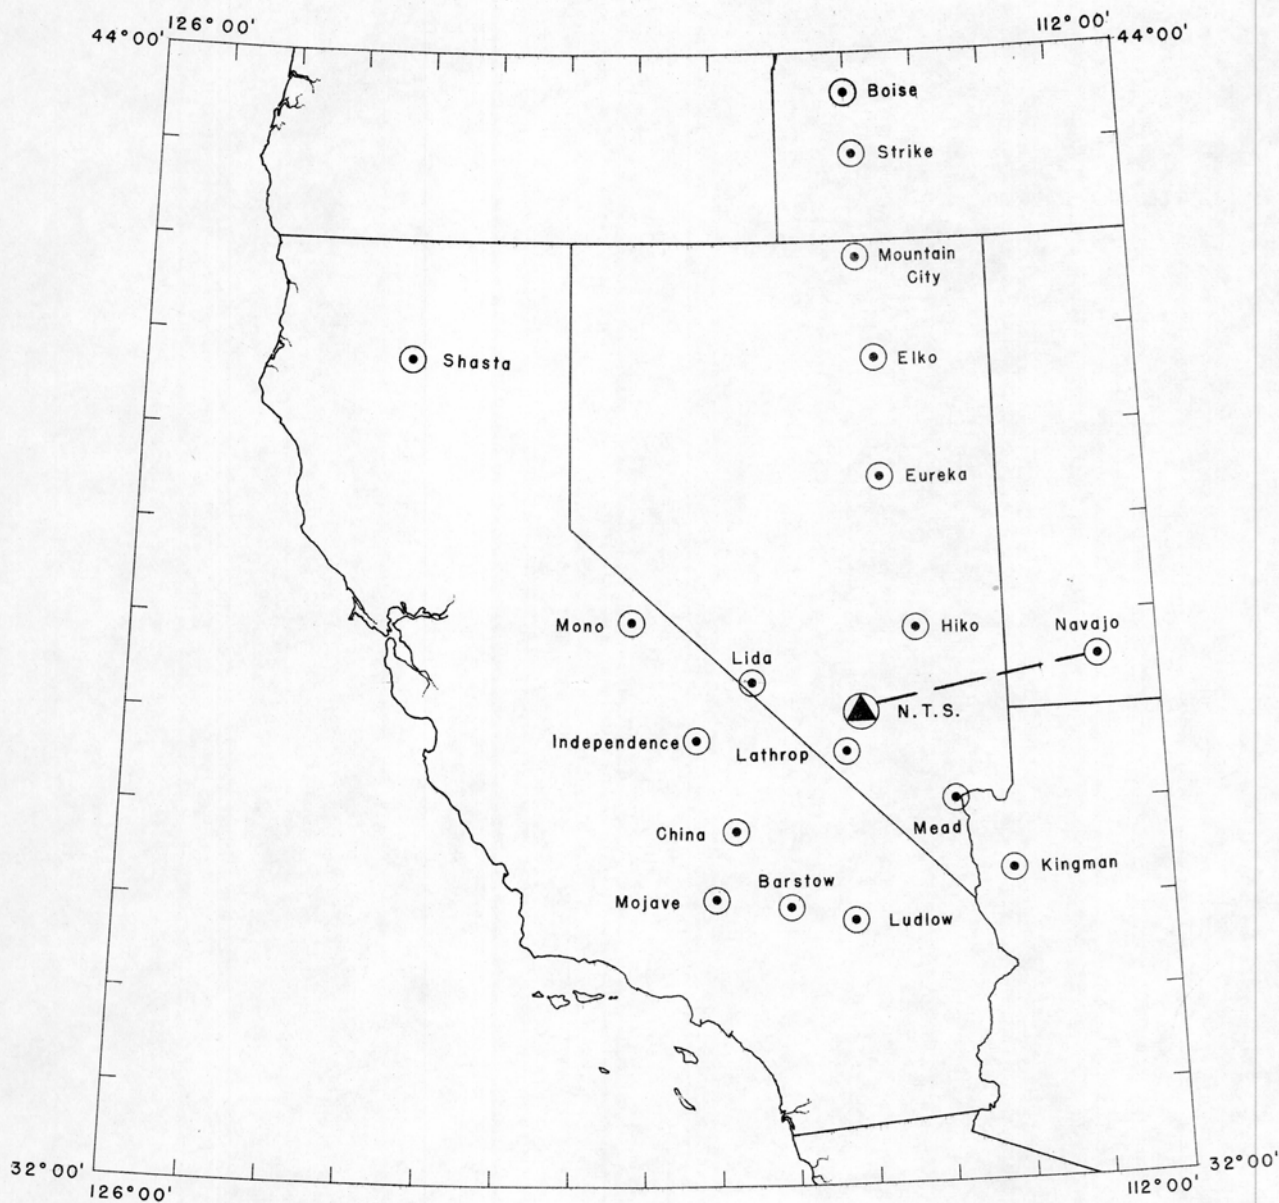 126° 00'
112° 00'
44°00'
44°00'
Boise
Strike
Mountain
City
Shasta
Elko
Eureka
Mono
Hiko
Navajo
Lida
N.T.S.
Independence
Lathrop
China
Mead
Kingman
Barstow
Mojave
Ludlow
32°00'
32°00'
126°00'
112°00'